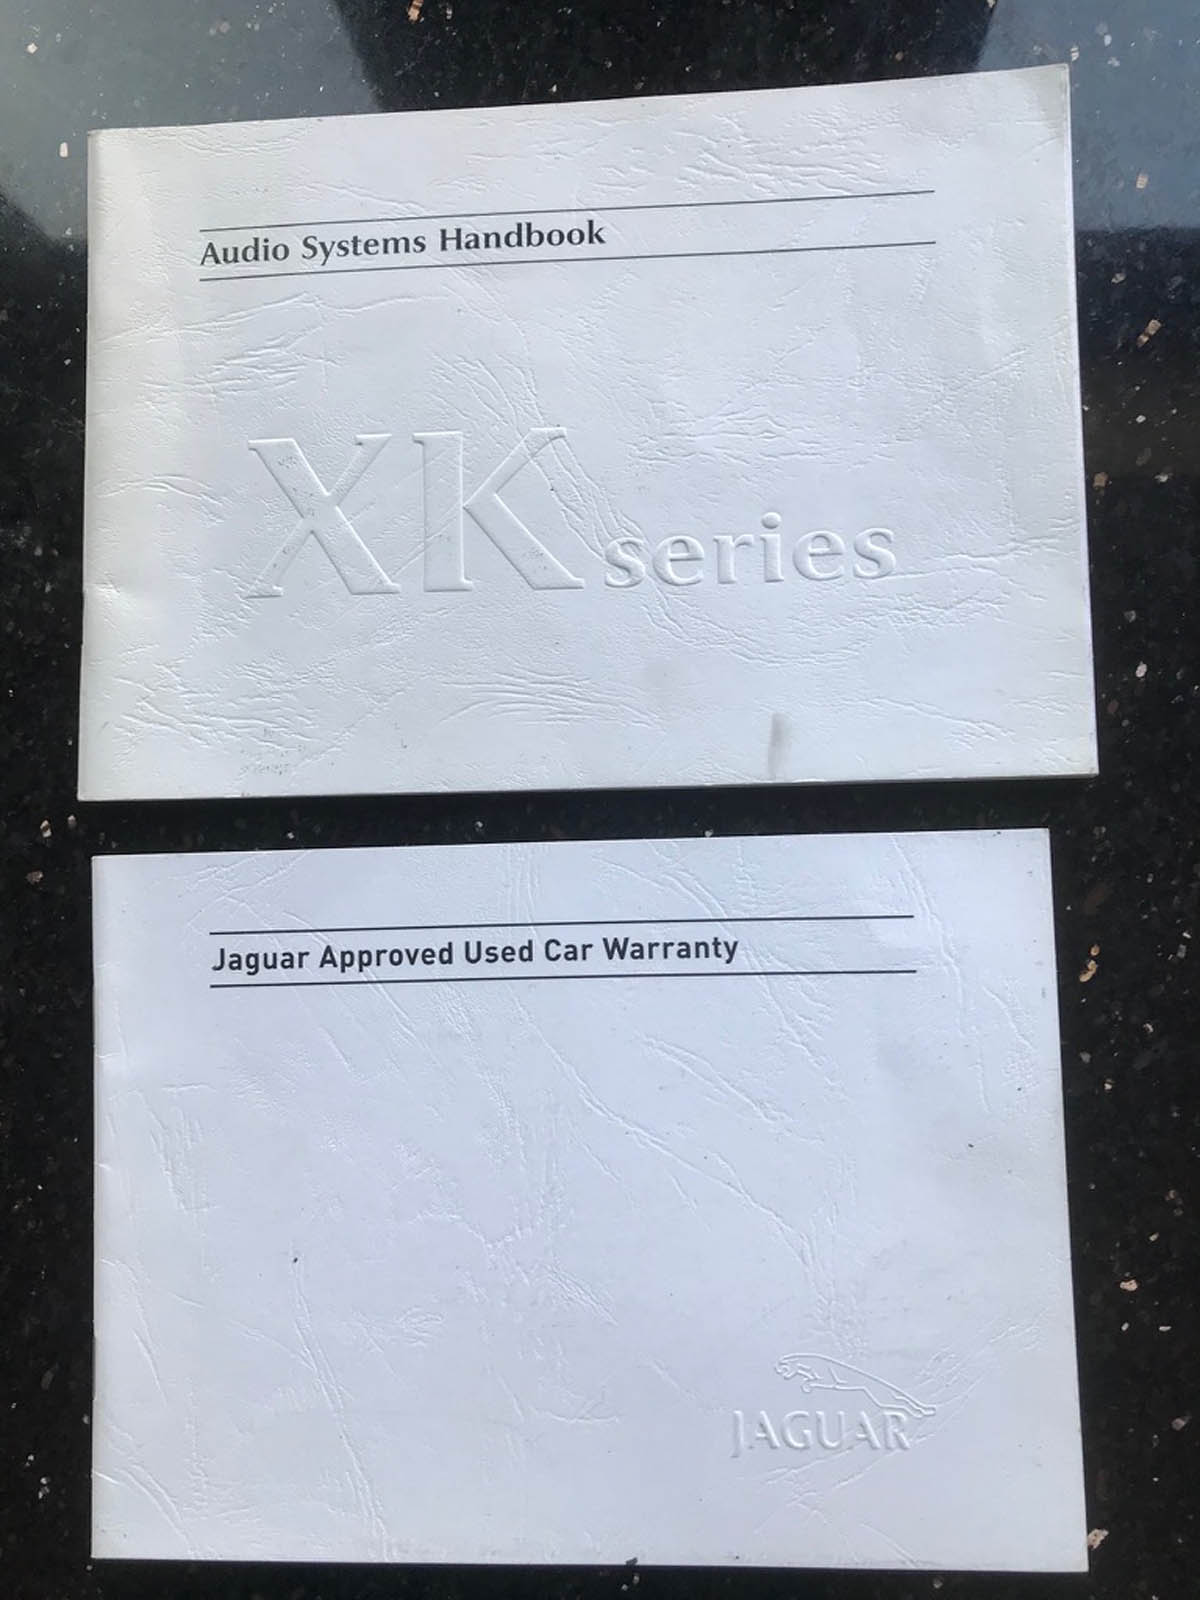 Audio Systems Handbook
XK series
Jaguar Approved Used Car Warranty
JAGUAR